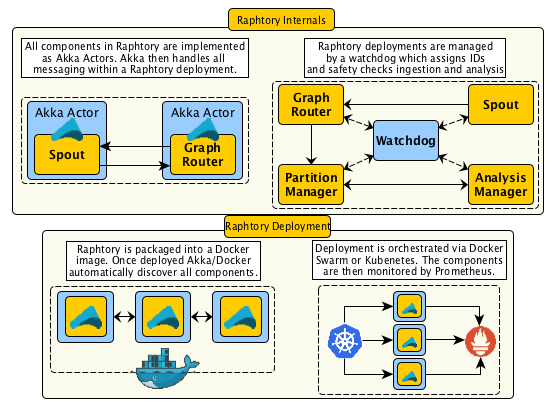 Raphtory Internals
All components in Raphtory are implemented
as Akka Actors. Akka then handles all
messaging within a Raphtory deployment.
Raphtory deployments are managed
by a watchdog which assigns IDs
and safety checks ingestion and analysis
Akka Actor
Spout
Akka Actor
Graph
Router
Graph
Router
Spout
Watchdog
Partition
Manager
Analysis
Manager
Raphtory Deployment
Raphtory is packaged into a Docker
image. Once deployed Akka/Docker
automatically discover all components.
Deployment is orchestrated via Docker
Swarm or Kubenetes. The components
are then monitored by Prometheus.